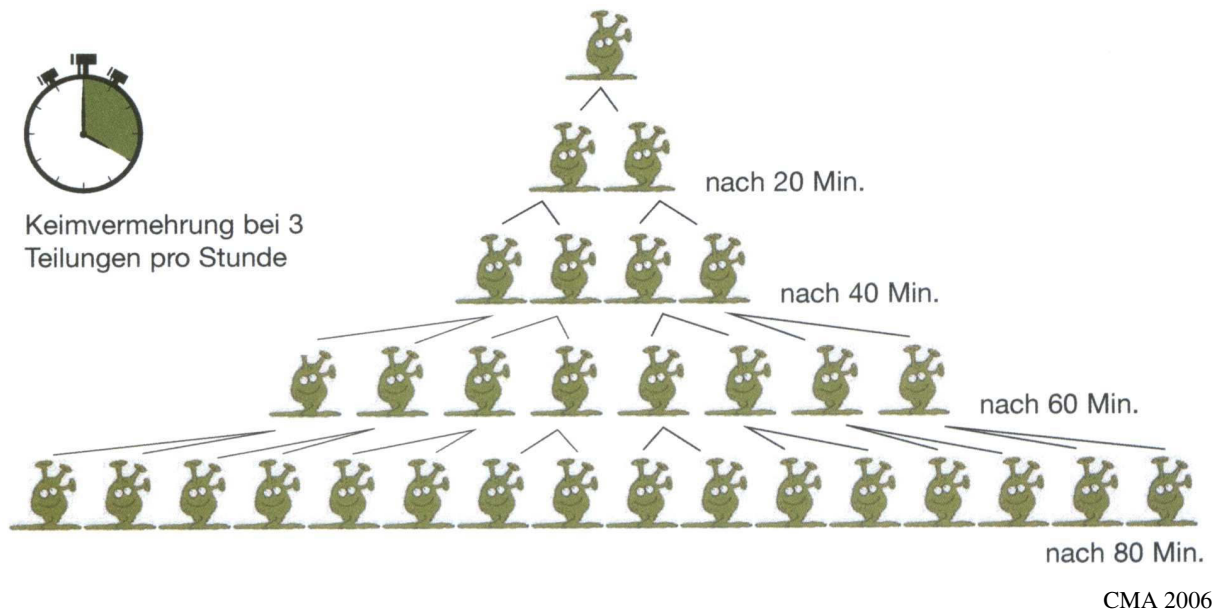 nach 20 Min.
Keimvermehrung bei 3
Teilungen pro Stunde
nach 40 Min.
nach 60 Min.
nach 80 Min.
CMA 2006